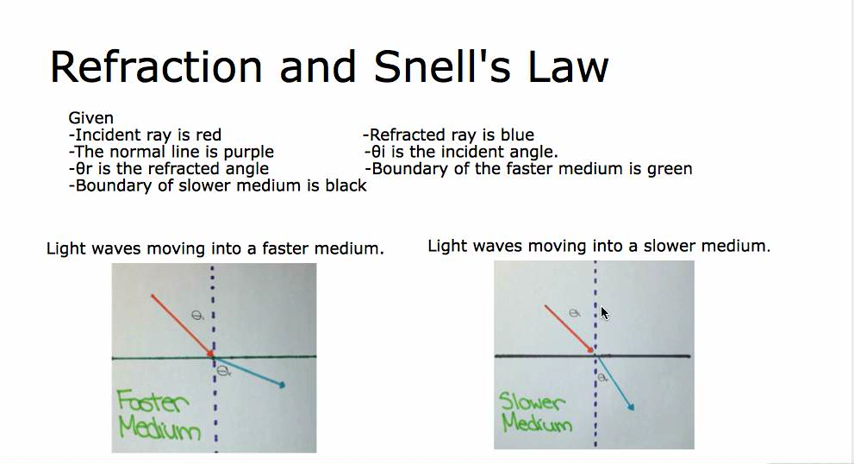 Refraction and Snell's Law
Given
-Incident ray is red
-The normal line is purple
-θr is the refracted angle
-Boundary of slower medium is black
-Refracted ray is blue
-θi is the incident angle.
-Boundary of the faster medium is green
Light waves moving into a faster medium.
Light waves moving into a slower medium.
θ
θ
Faster
Medium
θ
θ
Slower
Medium